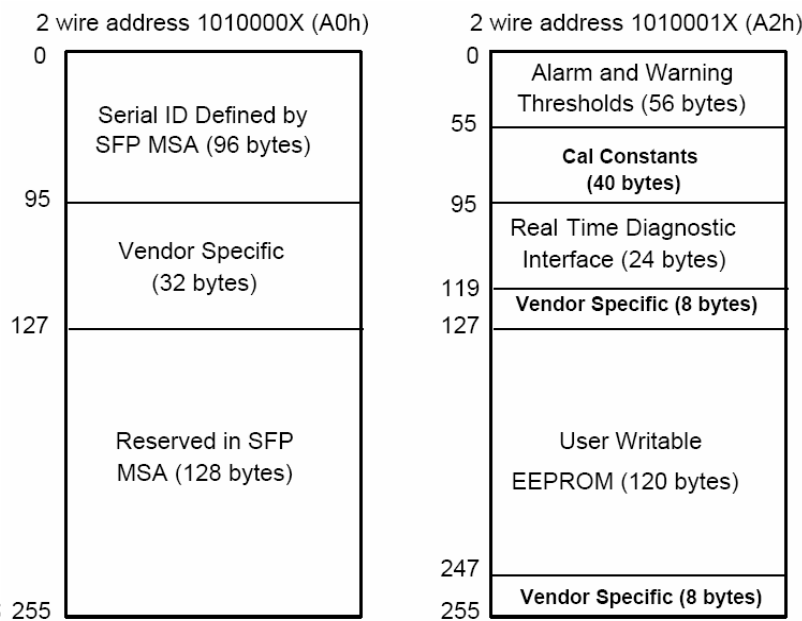 2 wire address 1010000X (A0h)
0
Serial ID Defined by
SFP MSA (96 bytes)
95
Vendor Specific
(32 bytes)
127
Reserved in SFP
MSA (128 bytes)
255
2 wire address 1010001X (A2h)
0
Alarm and Warning
Thresholds (56 bytes)
55
Cal Constants
(40 bytes)
95
Real Time Diagnostic
Interface (24 bytes)
119
Vendor Specific (8 bytes)
127
User Writable
EEPROM (120 bytes)
247
Vendor Specific (8 bytes)
255